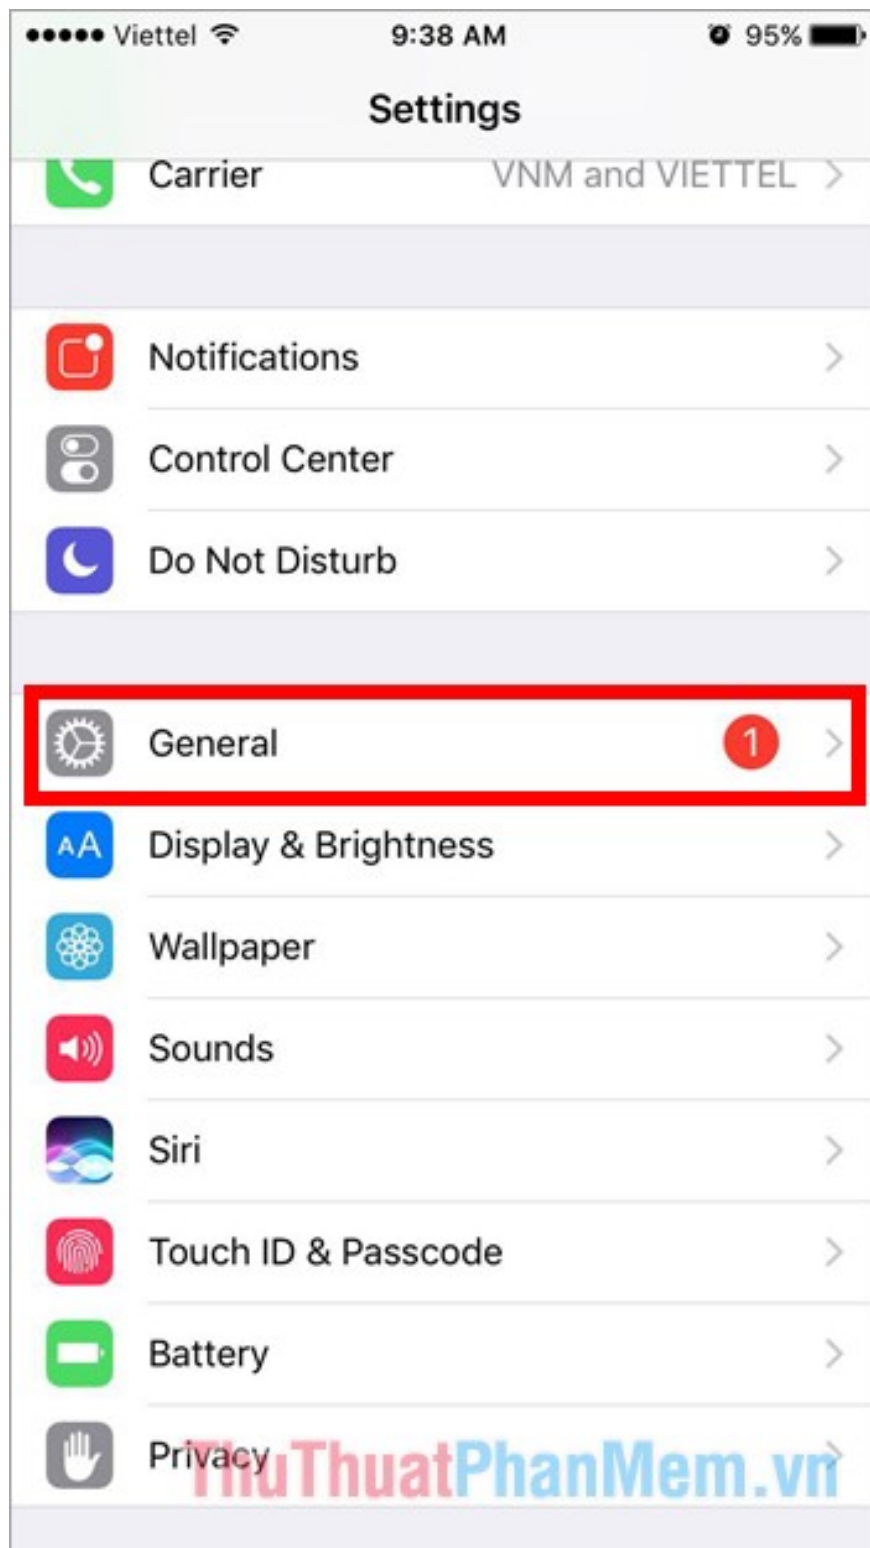 Viettel 9:38 AM 95%
Settings
Carrier VNM and VIETTEL
Notifications
Control Center
Do Not Disturb
General 1
AA Display & Brightness
Wallpaper
Sounds
Siri
Touch ID & Passcode
Battery
Privacy
ThuThuatPhanMem.vn